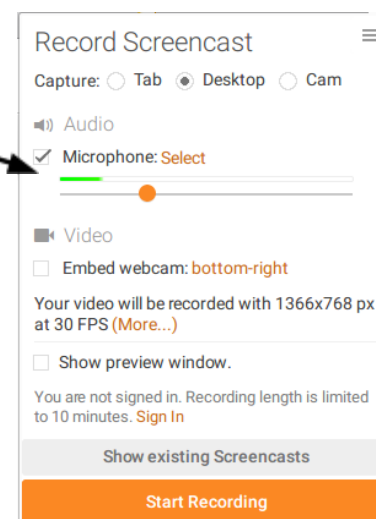 Record Screencast
Capture: Tab Desktop Cam
Audio
Microphone: Select
Video
Embed webcam: bottom-right
Your video will be recorded with 1366x768 px
at 30 FPS (More...)
Show preview window.
You are not signed in. Recording length is limited
to 10 minutes. Sign In
Show existing Screencasts
Start Recording